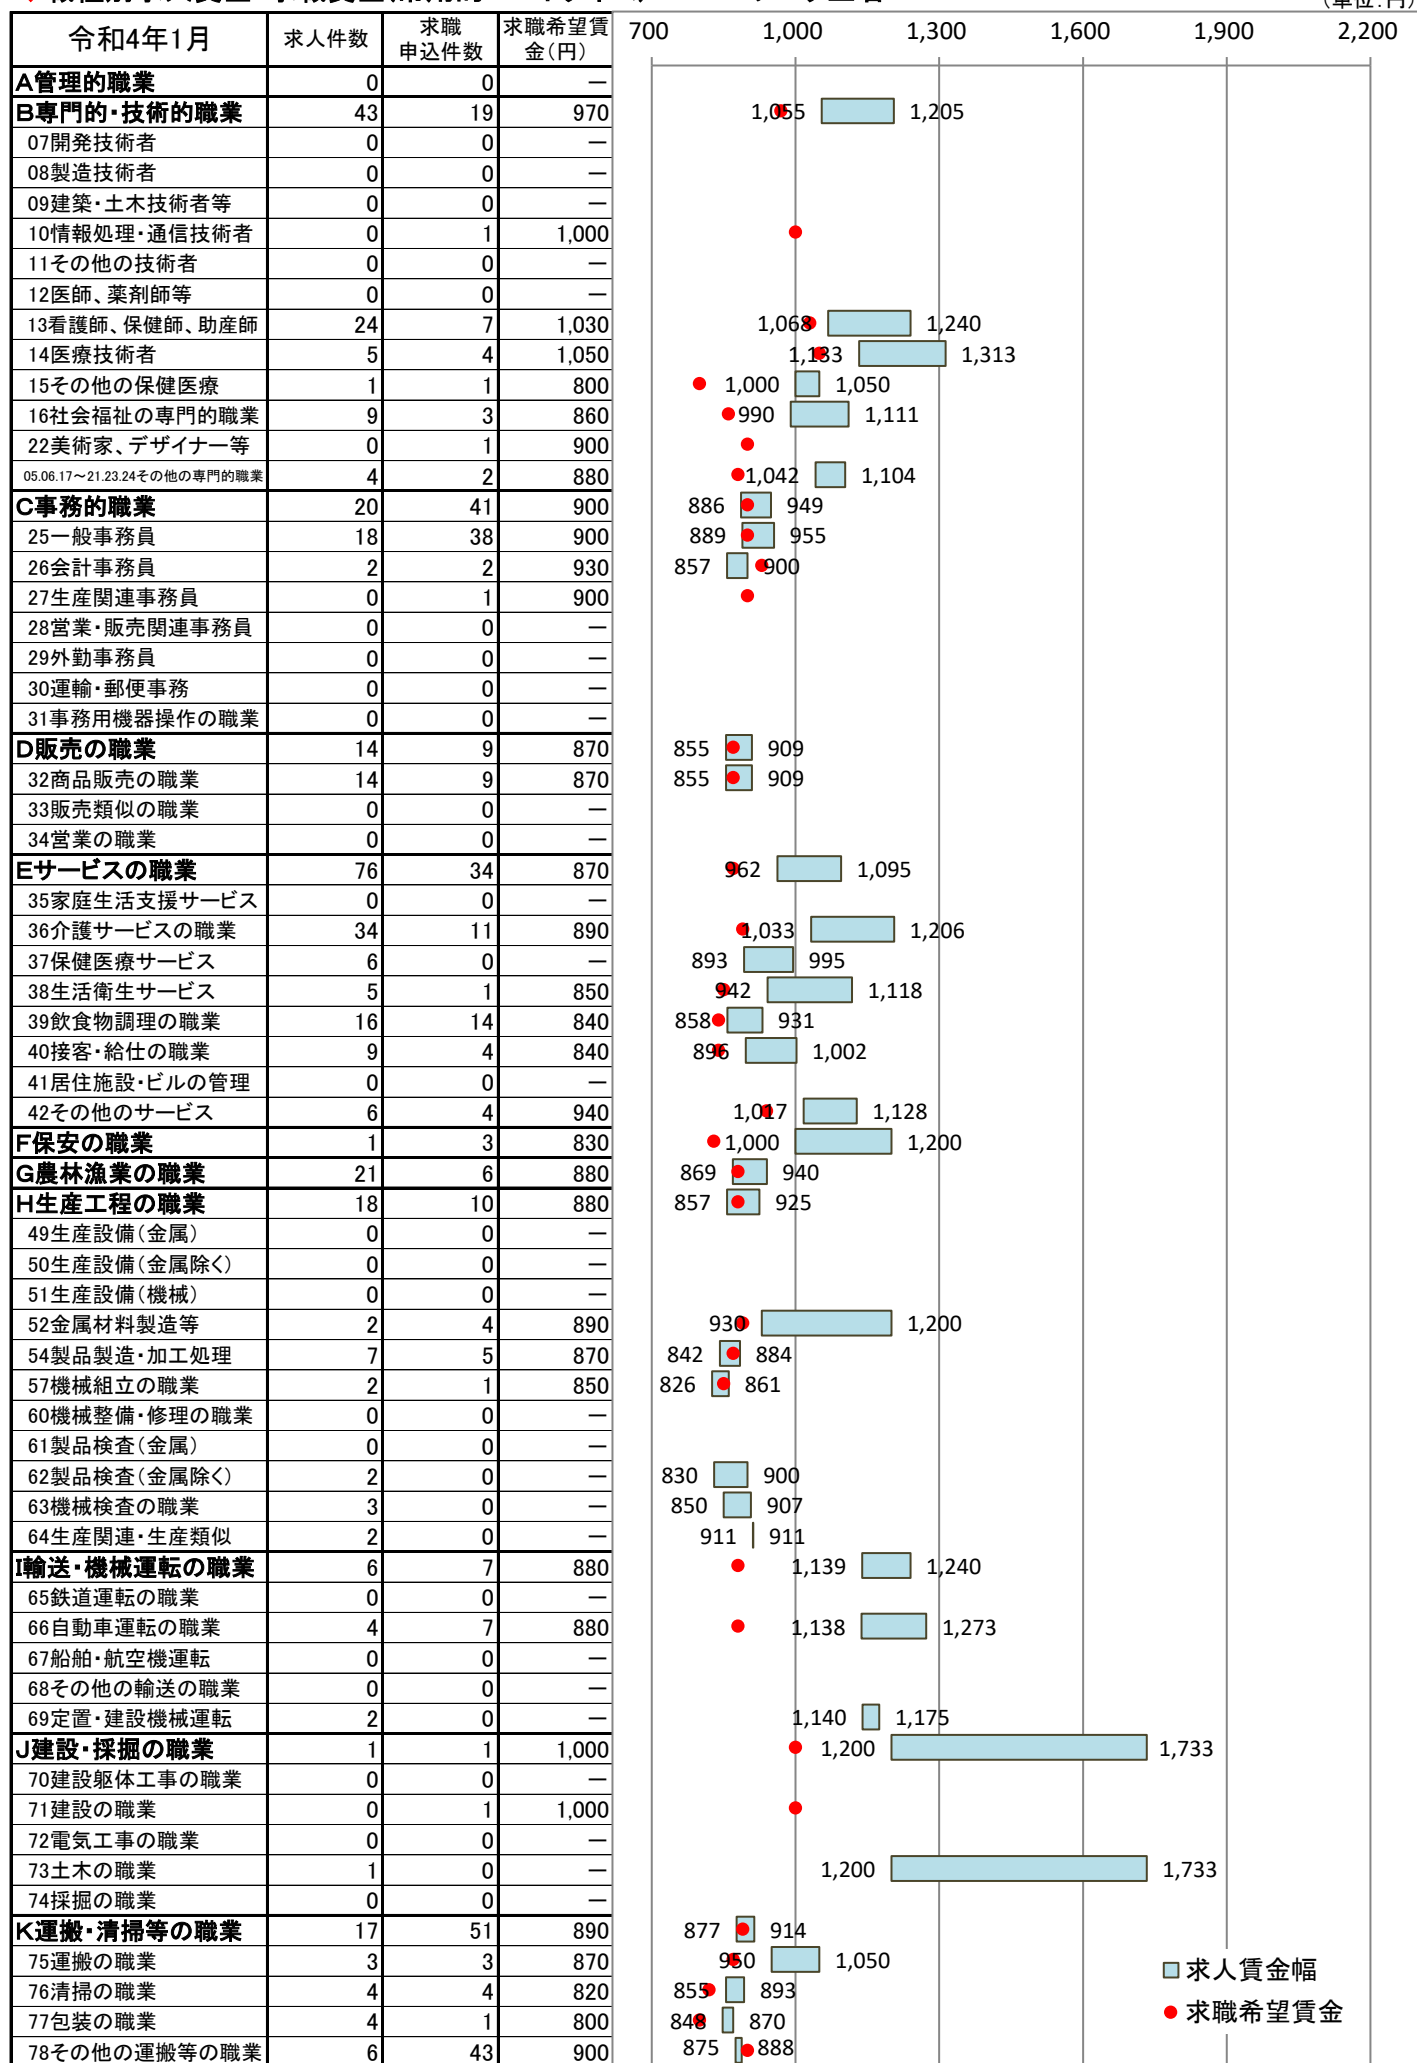 (単位:円)
令和4年1月 求人件数 求職申込件数 求職希望賃金(円) 700 1,000 1,300 1,600 1,900 2,200
A管理的職業 0 0 ―
B専門的・技術的職業 43 19 970 1,055 1,205
07開発技術者 0 0 ―
08製造技術者 0 0 ―
09建築・土木技術者等 0 0 ―
10情報処理・通信技術者 0 1 1,000
11その他の技術者 0 0 ―
12医師、薬剤師等 0 0 ―
13看護師、保健師、助産師 24 7 1,030 1,068 1,240
14医療技術者 5 4 1,050 1,133 1,313
15その他の保健医療 1 1 800 1,000 1,050
16社会福祉の専門的職業 9 3 860 990 1,111
22美術家、デザイナー等 0 1 900
05.06.17~21.23.24その他の専門的職業 4 2 880 1,042 1,104
C事務的職業 20 41 900 886 949
25一般事務員 18 38 900 889 955
26会計事務員 2 2 930 857 900
27生産関連事務員 0 1 900
28営業・販売関連事務員 0 0 ―
29外勤事務員 0 0 ―
30運輸・郵便事務 0 0 ―
31事務用機器操作の職業 0 0 ―
D販売の職業 14 9 870 855 909
32商品販売の職業 14 9 870 855 909
33販売類似の職業 0 0 ―
34営業の職業 0 0 ―
Eサービスの職業 76 34 870 962 1,095
35家庭生活支援サービス 0 0 ―
36介護サービスの職業 34 11 890 1,033 1,206
37保健医療サービス 6 0 ― 893 995
38生活衛生サービス 5 1 850 942 1,118
39飲食物調理の職業 16 14 840 858 931
40接客・給仕の職業 9 4 840 896 1,002
41居住施設・ビルの管理 0 0 ―
42その他のサービス 6 4 940 1,017 1,128
F保安の職業 1 3 830 1,000 1,200
G農林漁業の職業 21 6 880 869 940
H生産工程の職業 18 10 880 857 925
49生産設備(金属) 0 0 ―
50生産設備(金属除く) 0 0 ―
51生産設備(機械) 0 0 ―
52金属材料製造等 2 4 890 930 1,200
54製品製造・加工処理 7 5 870 842 884
57機械組立の職業 2 1 850 826 861
60機械整備・修理の職業 0 0 ―
61製品検査(金属) 0 0 ―
62製品検査(金属除く) 2 0 ― 830 900
63機械検査の職業 3 0 ― 850 907
64生産関連・生産類似 2 0 ― 911 911
I輸送・機械運転の職業 6 7 880 1,139 1,240
65鉄道運転の職業 0 0 ―
66自動車運転の職業 4 7 880 1,138 1,273
67船舶・航空機運転 0 0 ―
68その他の輸送の職業 0 0 ―
69定置・建設機械運転 2 0 ― 1,140 1,175
J建設・採掘の職業 1 1 1,000 1,200 1,733
70建設躯体工事の職業 0 0 ―
71建設の職業 0 1 1,000
72電気工事の職業 0 0 ―
73土木の職業 1 0 ― 1,200 1,733
74採掘の職業 0 0 ―
K運搬・清掃等の職業 17 51 890 877 914
75運搬の職業 3 3 870 950 1,050
76清掃の職業 4 4 820 855 893
77包装の職業 4 1 800 848 870
78その他の運搬等の職業 6 43 900 875 888
求人賃金幅
求職希望賃金